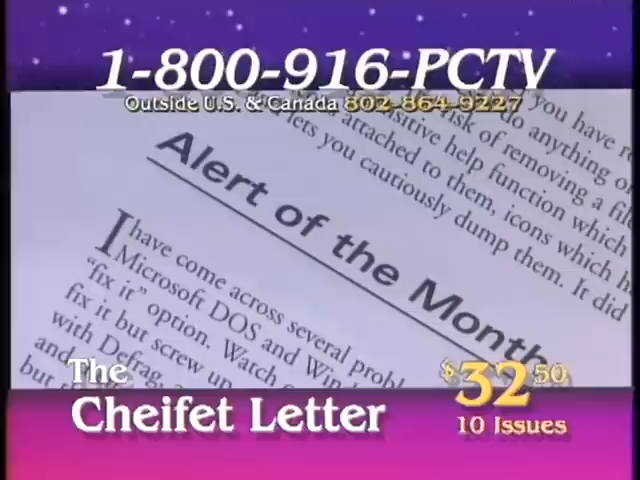 1-800-916-PCTV
Outside U.S. & Canada 802-864-9227
you have
do anything
risk of removing a
sitive help function which
attached to them, icons which
lets you cautiously dump them. It did
Alert of the Month
I have come across several
Microsoft DOS and
"fix it" option. Watch
fix it but screw up
with Defrag,
and
but
The
Cheifet Letter
$32.50
10 Issues